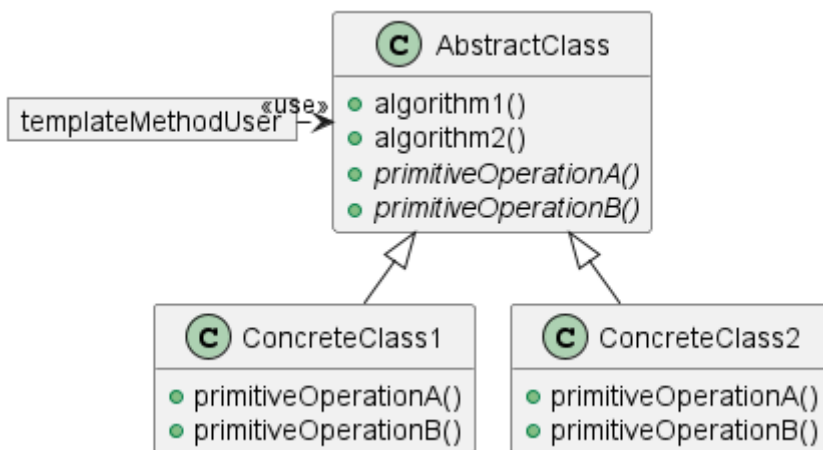 C AbstractClass
«use»
templateMethodUser
algorithm1()
algorithm2()
primitiveOperationA()
primitiveOperationB()
C ConcreteClass1
primitiveOperationA()
primitiveOperationB()
C ConcreteClass2
primitiveOperationA()
primitiveOperationB()